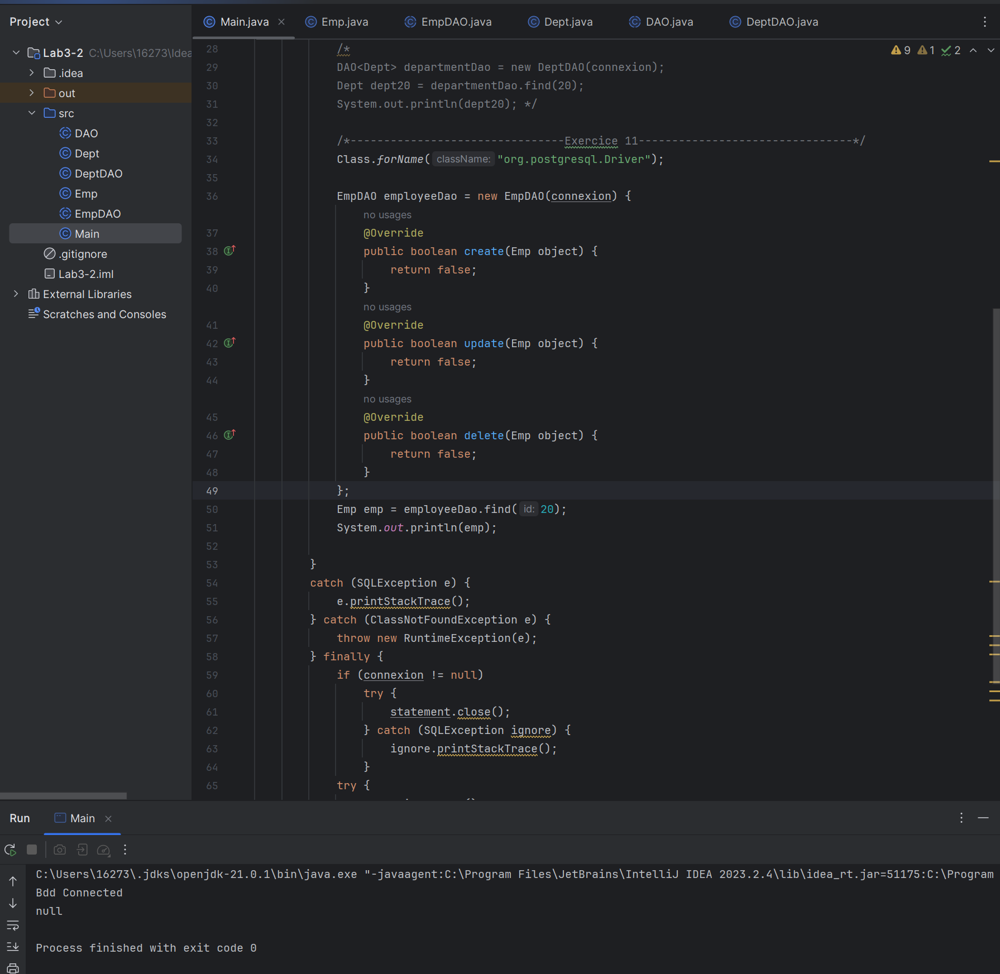 Project
Main.java
Emp.java
EmpDAO.java
Dept.java
DAO.java
DeptDAO.java
Lab3-2 C:\Users\16273\Idea
.idea
out
src
DAO
Dept
DeptDAO
Emp
EmpDAO
Main
.gitignore
Lab3-2.iml
External Libraries
Scratches and Consoles
9 1 2
28 /*
29 DAO<Dept> departmentDao = new DeptDAO(connexion);
30 Dept dept20 = departmentDao.find(20);
31 System.out.println(dept20); */
32
33 /*--------------------------------Exercice 11--------------------------------*/
34 Class.forName( className: "org.postgresql.Driver");
35
36 EmpDAO employeeDao = new EmpDAO(connexion) {
no usages
37 @Override
38 public boolean create(Emp object) {
39 return false;
40 }
no usages
41 @Override
42 public boolean update(Emp object) {
43 return false;
44 }
no usages
45 @Override
46 public boolean delete(Emp object) {
47 return false;
48 }
49 };
50 Emp emp = employeeDao.find( id: 20);
51 System.out.println(emp);
52
53 }
54 catch (SQLException e) {
55 e.printStackTrace();
56 } catch (ClassNotFoundException e) {
57 throw new RuntimeException(e);
58 } finally {
59 if (connexion != null)
60 try {
61 statement.close();
62 } catch (SQLException ignore) {
63 ignore.printStackTrace();
64 }
65 try {
Run Main
C:\Users\16273\.jdks\openjdk-21.0.1\bin\java.exe "-javaagent:C:\Program Files\JetBrains\IntelliJ IDEA 2023.2.4\lib\idea_rt.jar=51175:C:\Program
Bdd Connected
null
Process finished with exit code 0